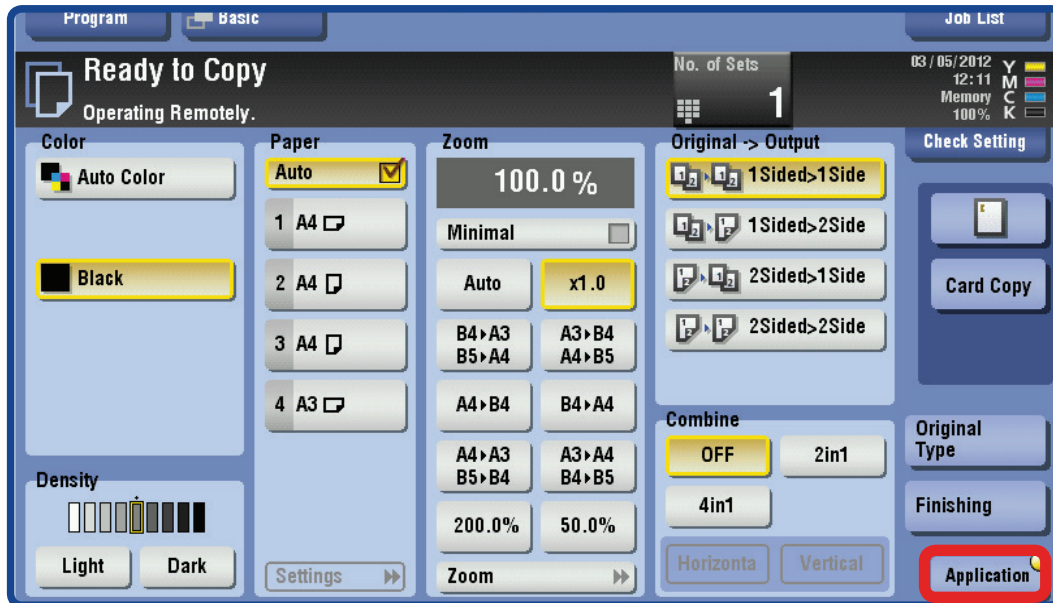 Program
Basic
Job List
Ready to Copy
Operating Remotely.
No. of Sets
1
03/05/2012
12:11
Memory
100%
Y
M
C
K
Color
Auto Color
Black
Density
Light
Dark
Paper
Auto
1 A4
2 A4
3 A4
4 A3
Settings
Zoom
100.0 %
Minimal
Auto
x1.0
B4▸A3
B5▸A4
A3▸B4
A4▸B5
A4▸B4
B4▸A4
A4▸A3
B5▸B4
A3▸A4
B4▸B5
200.0%
50.0%
Zoom
Original -> Output
1Sided>1Side
1Sided>2Side
2Sided>1Side
2Sided>2Side
Combine
OFF
2in1
4in1
Horizonta
Vertical
Check Setting
Card Copy
Original
Type
Finishing
Application